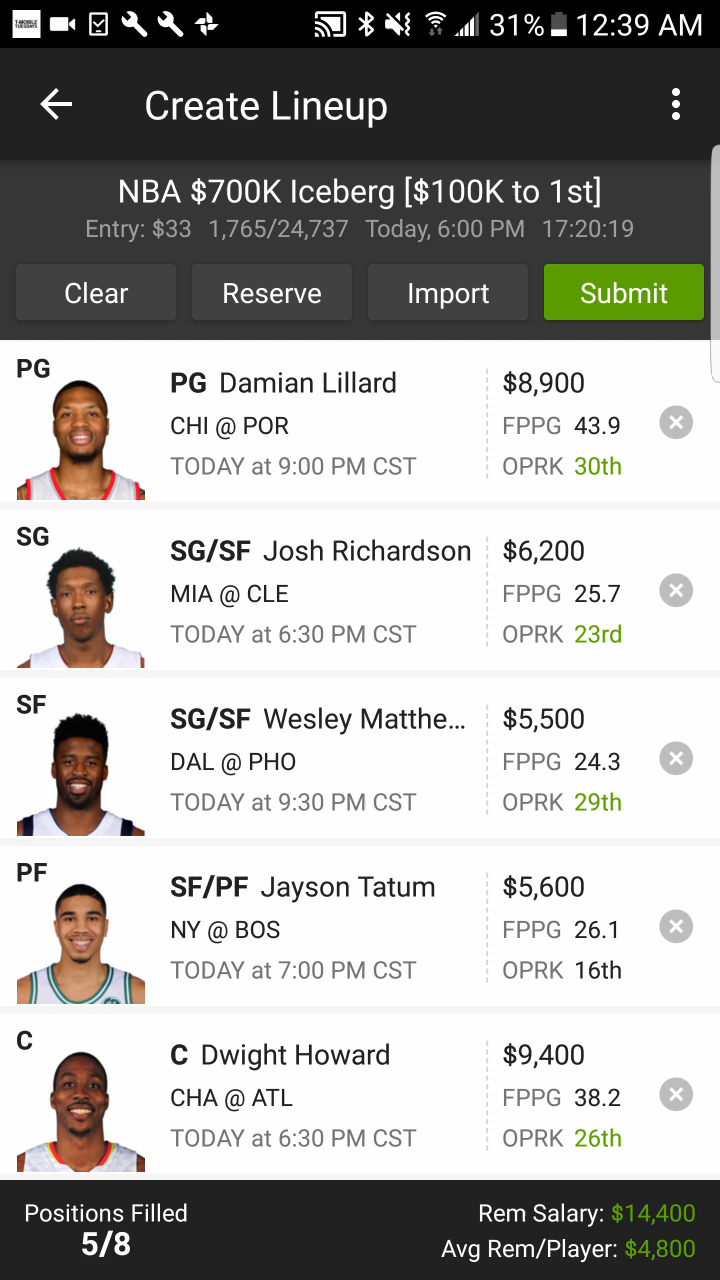 T-MOBILE
TUESDAYS
31% 12:39 AM
Create Lineup
NBA $700K Iceberg [$100K to 1st]
Entry: $33 1,765/24,737 Today, 6:00 PM 17:20:19
Clear Reserve Import Submit
PG
PG Damian Lillard $8,900
CHI @ POR FPPG 43.9
TODAY at 9:00 PM CST OPRK 30th
SG
SG/SF Josh Richardson $6,200
MIA @ CLE FPPG 25.7
TODAY at 6:30 PM CST OPRK 23rd
SF
SG/SF Wesley Matthe... $5,500
DAL @ PHO FPPG 24.3
TODAY at 9:30 PM CST OPRK 29th
PF
SF/PF Jayson Tatum $5,600
NY @ BOS FPPG 26.1
TODAY at 7:00 PM CST OPRK 16th
C
C Dwight Howard $9,400
CHA @ ATL FPPG 38.2
TODAY at 6:30 PM CST OPRK 26th
Positions Filled Rem Salary: $14,400
5/8 Avg Rem/Player: $4,800